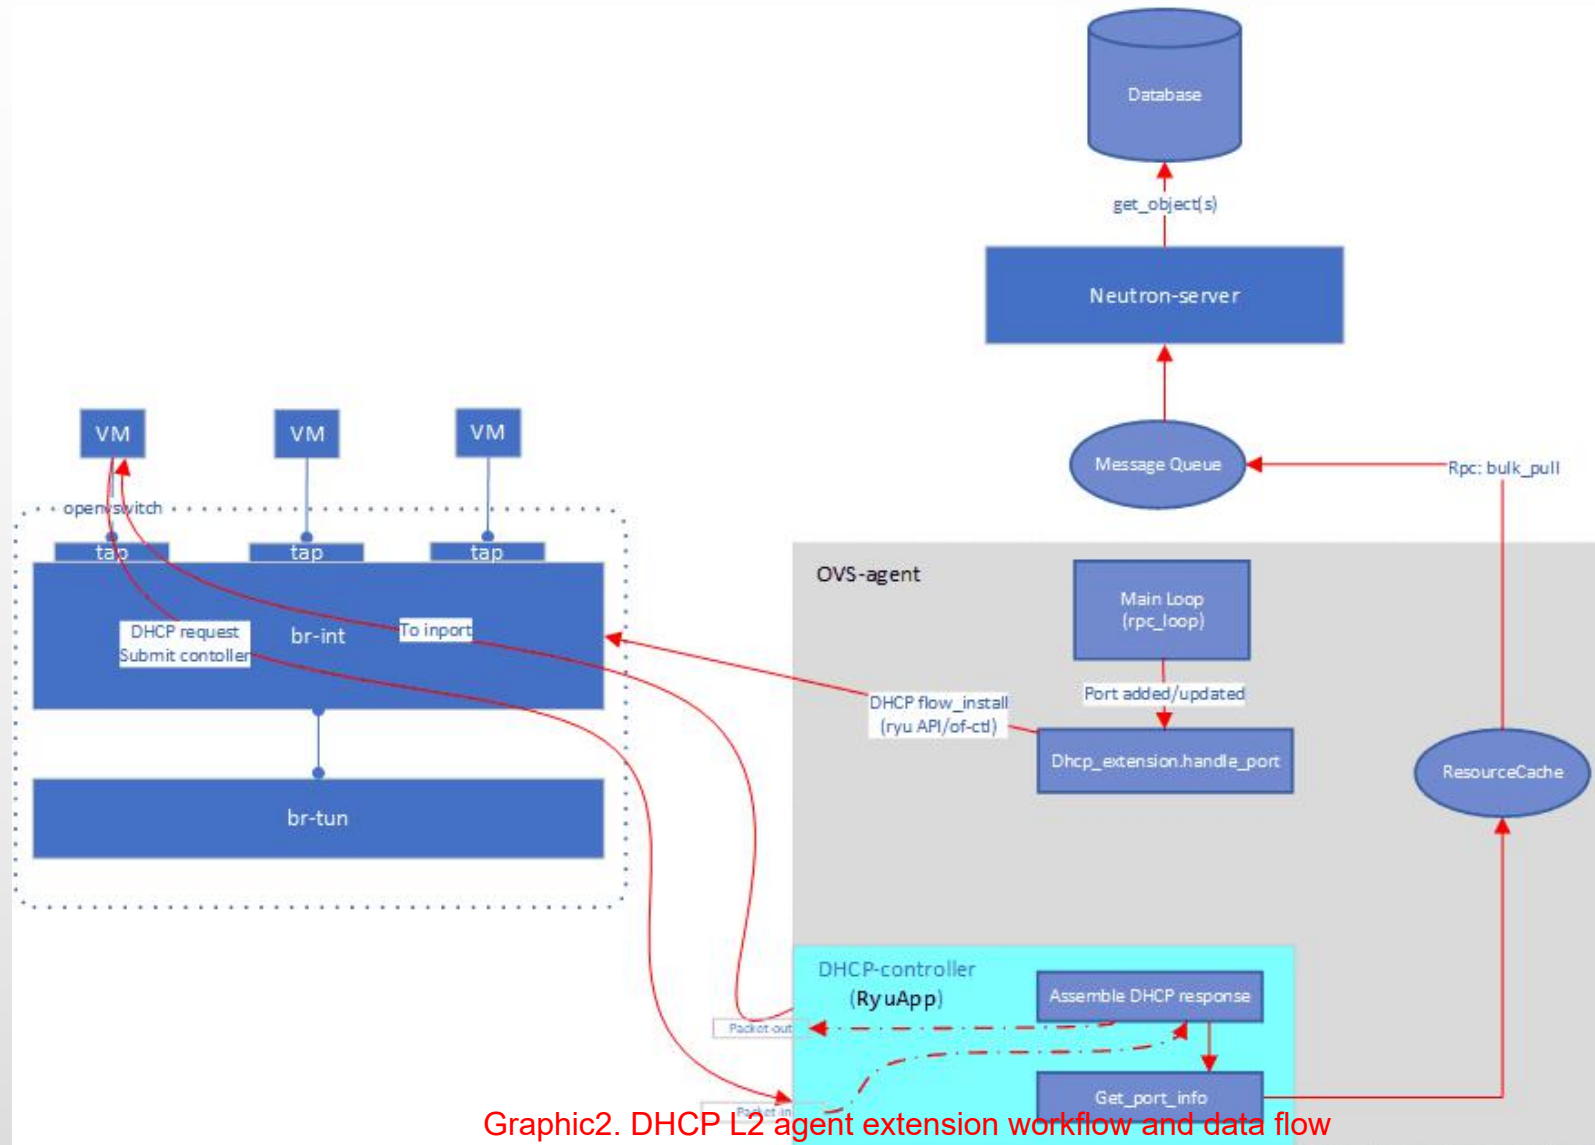 Database
get_object(s)
Neutron-server
VM
VM
VM
Message Queue
Rpc: bulk_pull
openvswitch
tap
tap
tap
OVS-agent
Main Loop
(rpc_loop)
DHCP request
Submit contoller
br-int
To inport
Port added/updated
DHCP flow_install
(ryu API/of-ctl)
Dhcp_extension.handle_port
ResourceCache
br-tun
DHCP-controller
(RyuApp)
Assemble DHCP response
Packet out
Get_port_info
Packet in
Graphic2. DHCP L2 agent extension workflow and data flow